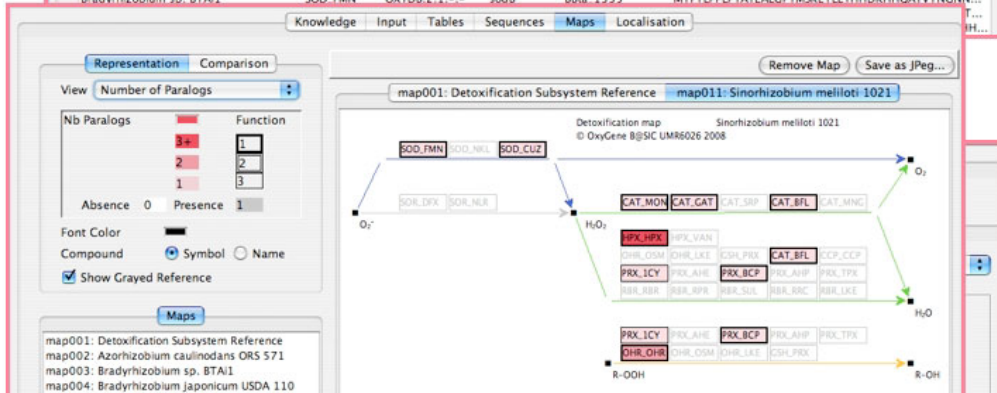 Bradyrhizobium sp. BTAi1
Knowledge Input Tables Sequences Maps Localisation
Representation Comparison
View Number of Paralogs
Nb Paralogs Function
3+ 1
2 2
1 3
Absence 0 Presence 1
Font Color
Compound Symbol Name
Show Grayed Reference
Maps
map001: Detoxification Subsystem Reference
map002: Azorhizobium caulinodans ORS 571
map003: Bradyrhizobium sp. BTAi1
map004: Bradyrhizobium japonicum USDA 110
Remove Map Save as JPeg...
map001: Detoxification Subsystem Reference map011: Sinorhizobium meliloti 1021
Detoxification map Sinorhizobium meliloti 1021
© OxyGene B@SIC UMR6026 2008
SOD_FMN SOD_NKL SOD_CUZ
O₂
SOR_DFX SOR_NLR
CAT_MON CAT_GAT CAT_SRP CAT_BFL CAT_MNG
O₂⁻ H₂O₂
HPX_HPX HPX_VAN
OHR_OSM OHR_LKE GSH_PRX CAT_BFL CCP_CCP
PRX_1CY PRX_AHE PRX_BCP PRX_AHP PRX_TPX
RBR_RBR RBR_RPR RBR_SUL RBR_RRC RBR_LKE
H₂O
PRX_1CY PRX_AHE PRX_BCP PRX_AHP PRX_TPX
OHR_OHR OHR_OSM OHR_LKE GSH_PRX
R-OOH R-OH